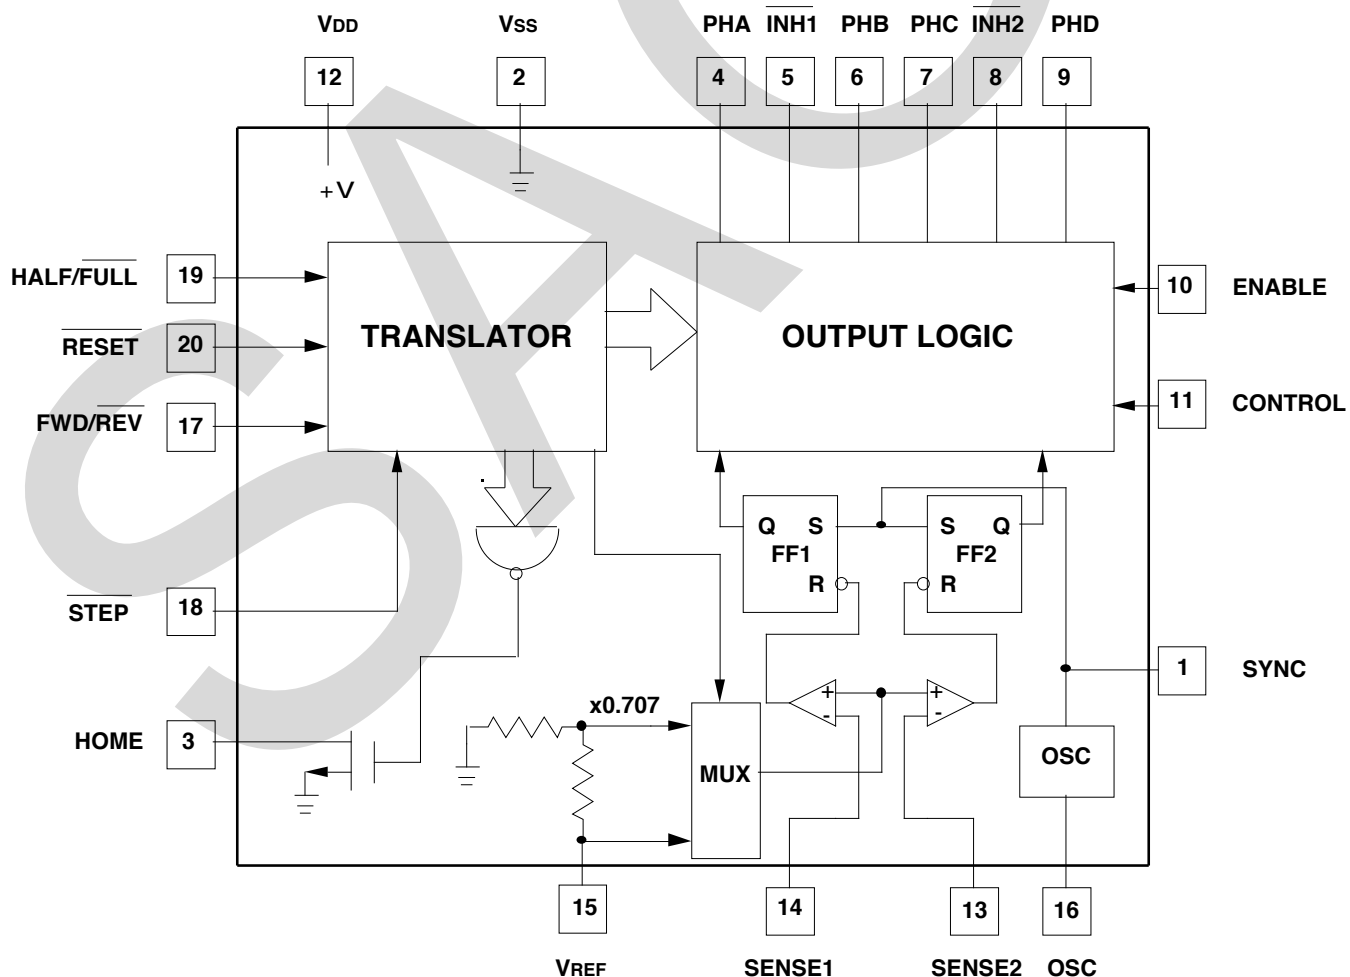 VDD VSS PHA INH1 PHB PHC INH2 PHD
12 2 4 5 6 7 8 9
+V
HALF/FULL 19
RESET 20
FWD/REV 17
TRANSLATOR
OUTPUT LOGIC
10 ENABLE
11 CONTROL
Q S
FF1
R
S Q
FF2
R
STEP 18
1 SYNC
HOME 3
x0.707
MUX
+
-
+
-
OSC
15 14 13 16
VREF SENSE1 SENSE2 OSC